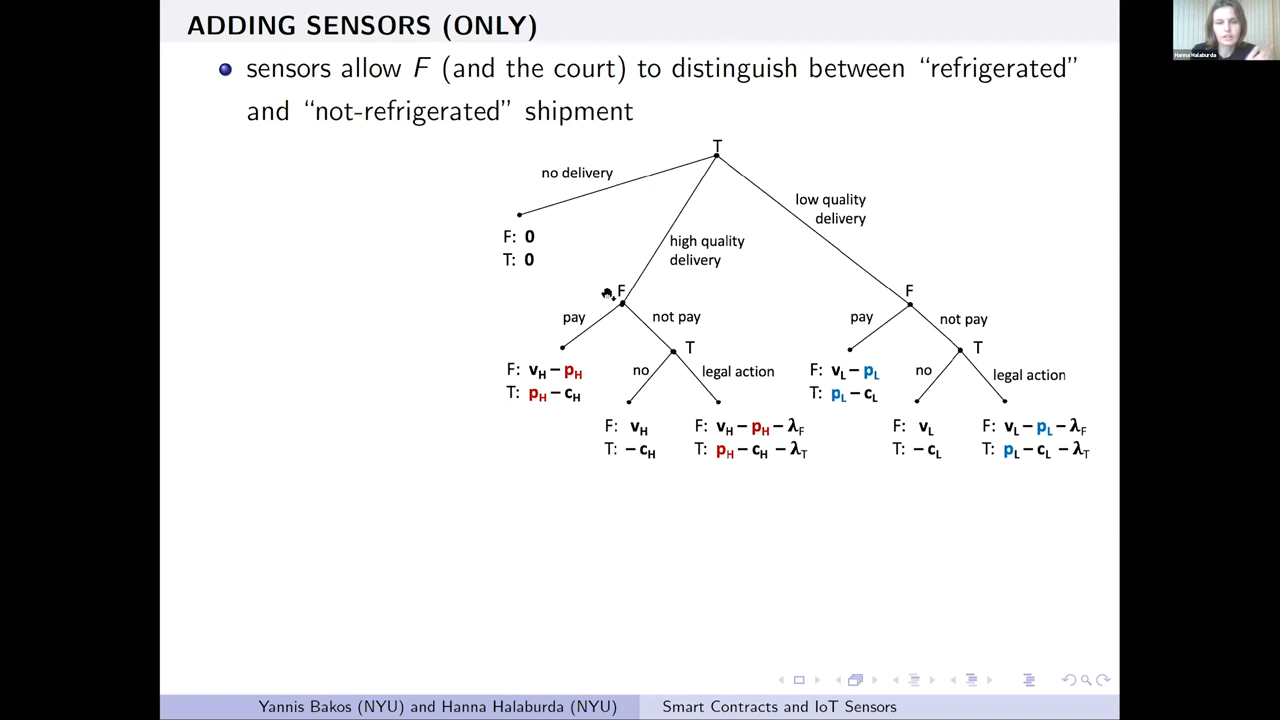 ADDING SENSORS (ONLY)
Hanna Halaburda
sensors allow F (and the court) to distinguish between “refrigerated”
and “not-refrigerated” shipment
T
no delivery
low quality
delivery
F: 0
T: 0
high quality
delivery
F
F
pay
not pay
pay
not pay
T
T
F: vH – pH
T: pH – cH
no
legal action
F: vL – pL
T: pL – cL
no
legal action
F: vH
T: – cH
F: vH – pH – λF
T: pH – cH – λT
F: vL
T: – cL
F: vL – pL – λF
T: pL – cL – λT
Yannis Bakos (NYU) and Hanna Halaburda (NYU)
Smart Contracts and IoT Sensors